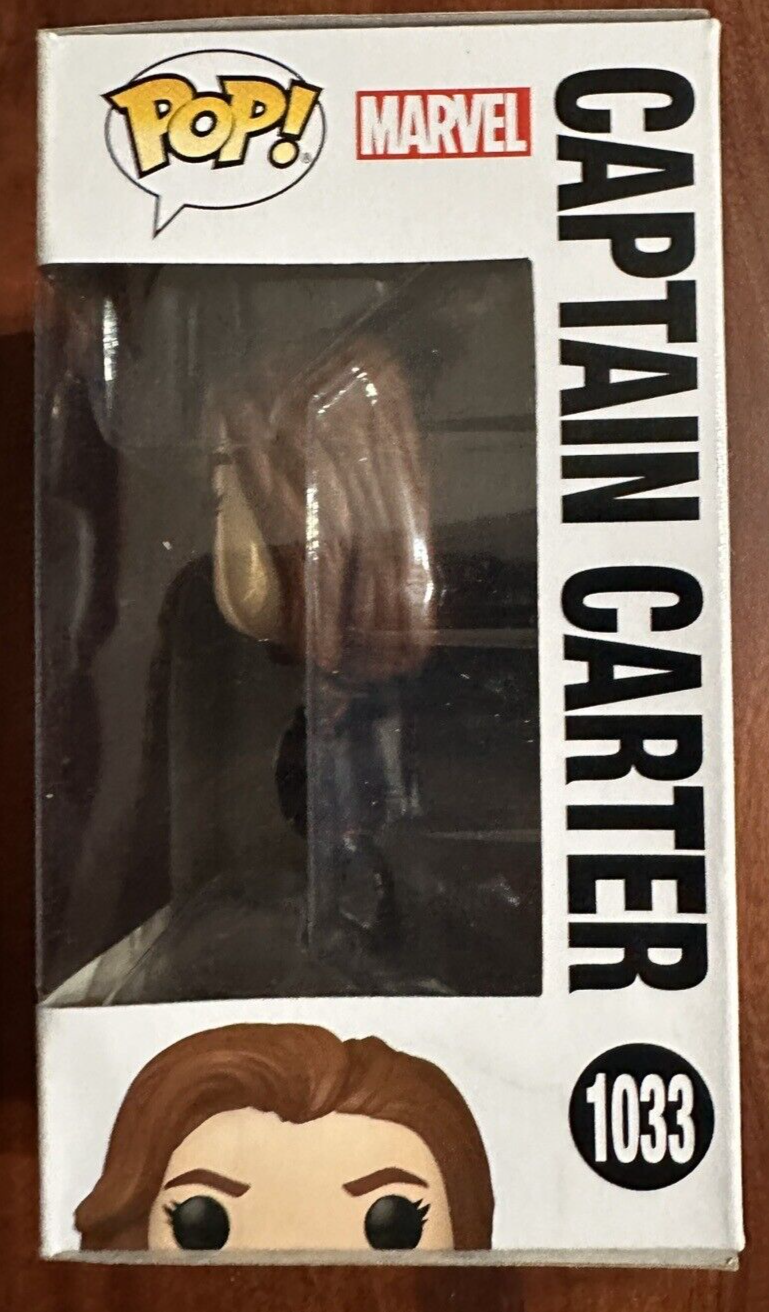 POP!
MARVEL
CAPTAIN CARTER
1033